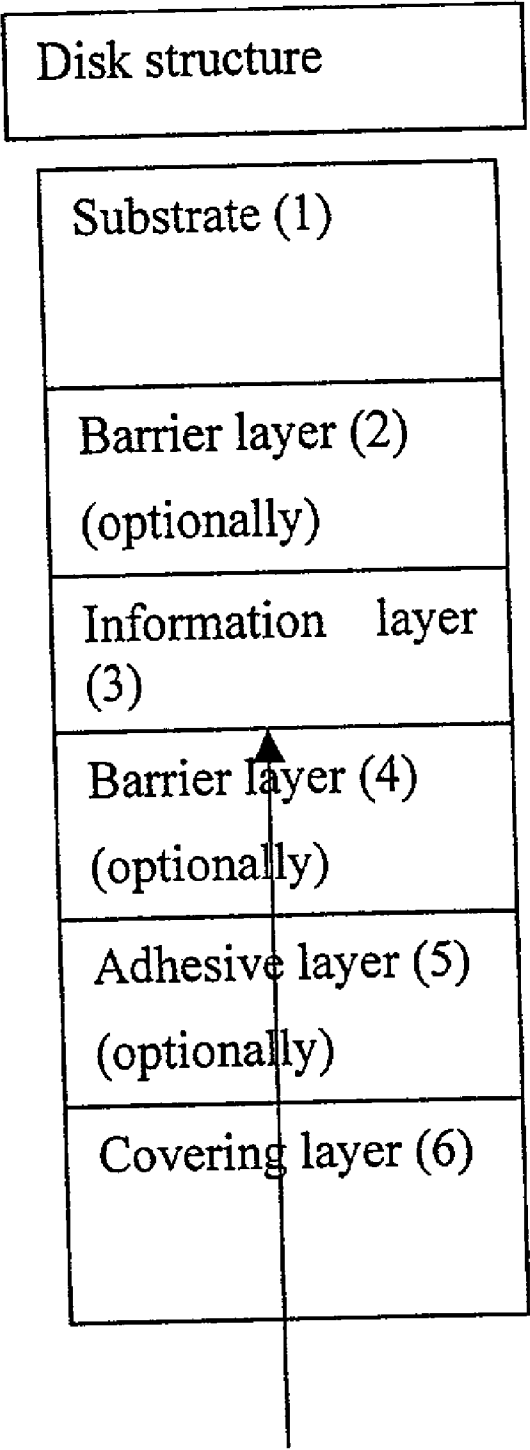 Disk structure
Substrate (1)
Barrier layer (2)
(optionally)
Information layer
(3)
Barrier layer (4)
(optionally)
Adhesive layer (5)
(optionally)
Covering layer (6)